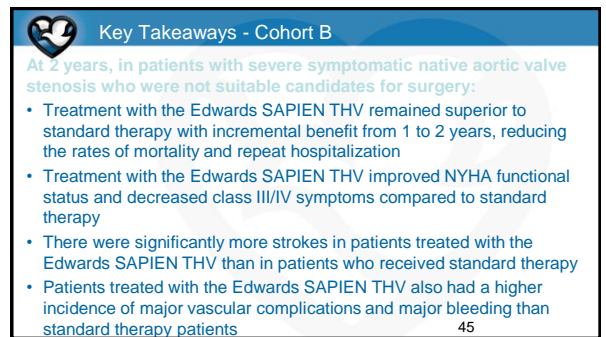 Key Takeaways - Cohort B
At 2 years, in patients with severe symptomatic native aortic valve
stenosis who were not suitable candidates for surgery:
• Treatment with the Edwards SAPIEN THV remained superior to
standard therapy with incremental benefit from 1 to 2 years, reducing
the rates of mortality and repeat hospitalization
• Treatment with the Edwards SAPIEN THV improved NYHA functional
status and decreased class III/IV symptoms compared to standard
therapy
• There were significantly more strokes in patients treated with the
Edwards SAPIEN THV than in patients who received standard therapy
• Patients treated with the Edwards SAPIEN THV also had a higher
incidence of major vascular complications and major bleeding than
standard therapy patients
45